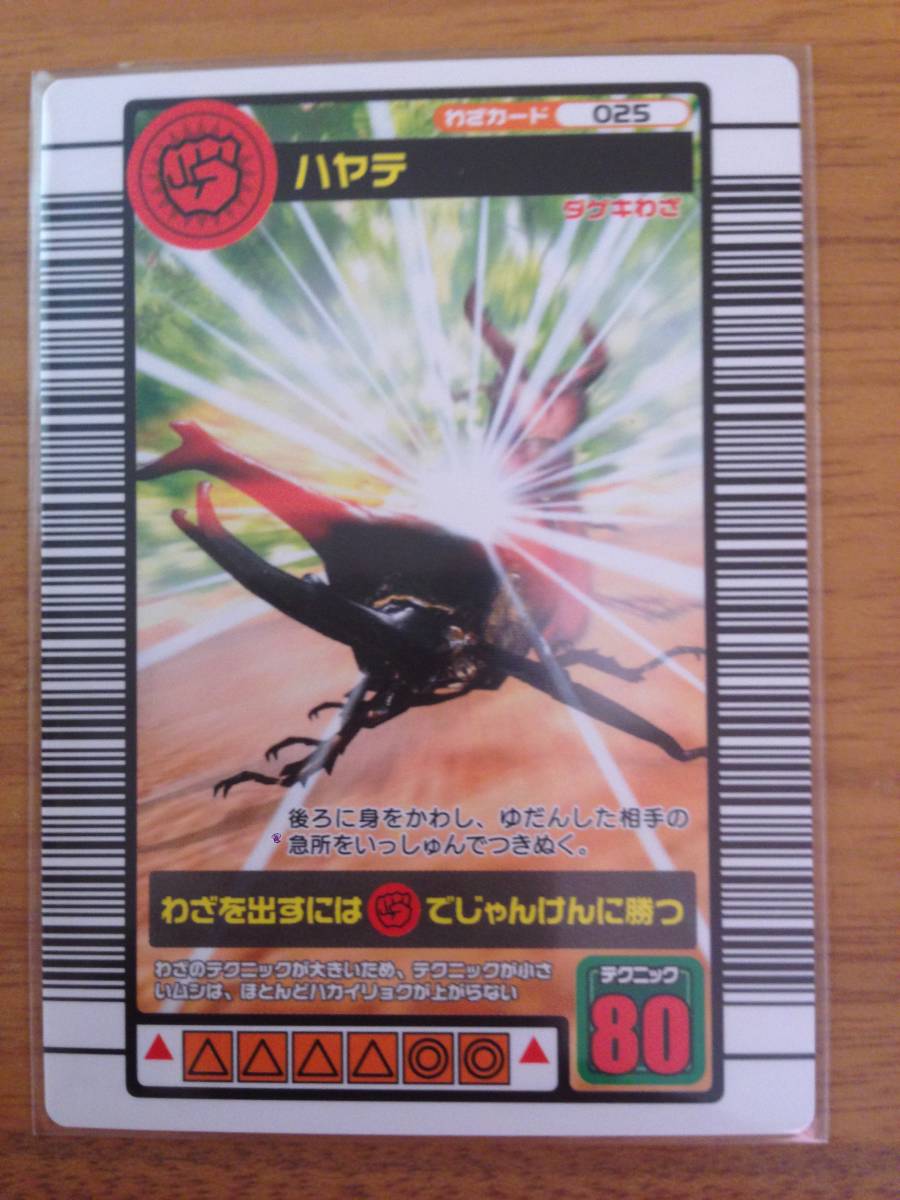 わざカード 025
ハヤテ
ダゲキわざ
後ろに身をかわし、ゆだんした相手の
急所をいっしゅんでつきぬく。
わざを出すには でじゃんけんに勝つ
わざのテクニックが大きいため、テクニックが小さ
いムシは、ほとんどハカイリョクが上がらない
テクニック
80